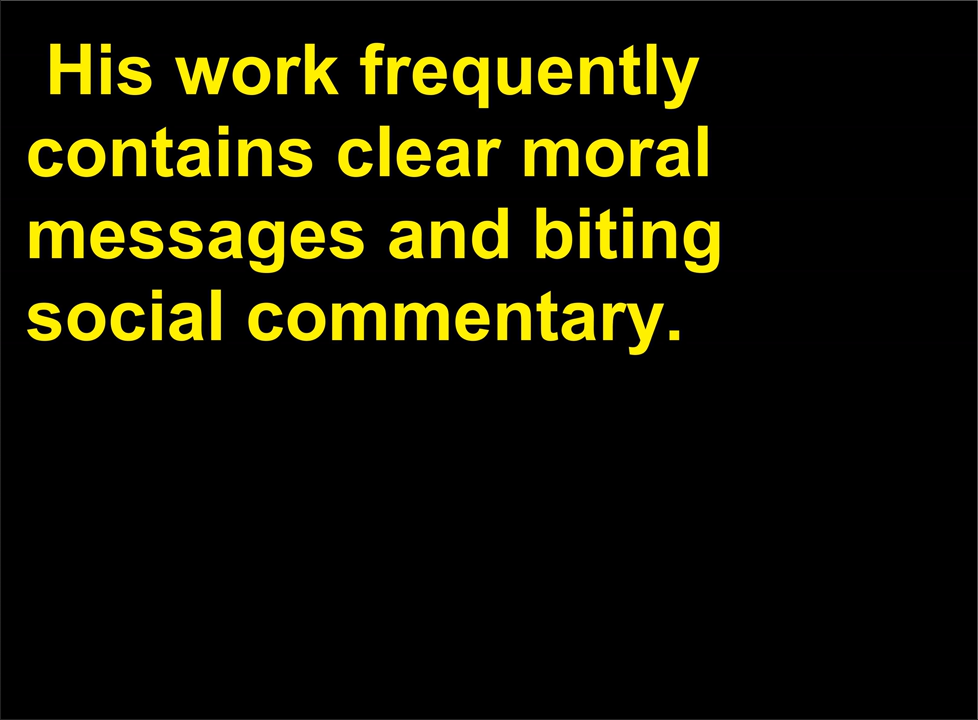 His work frequently
contains clear moral
messages and biting
social commentary.